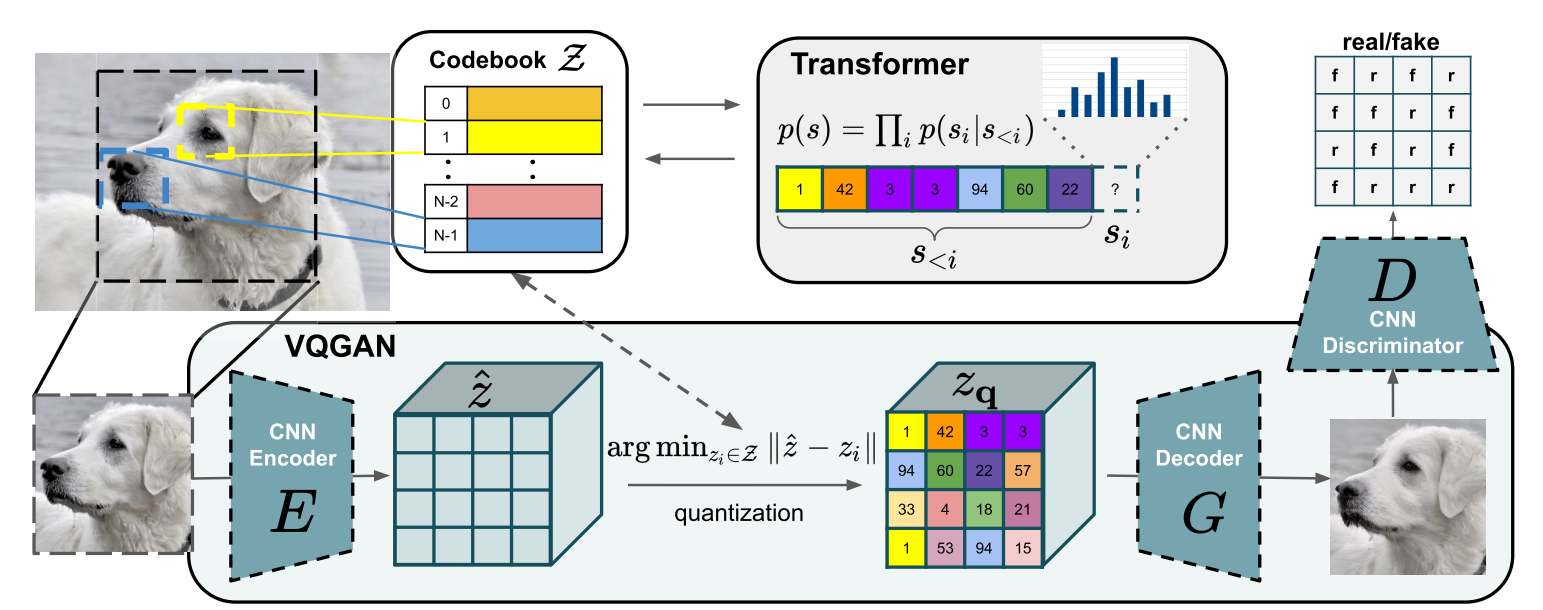 Codebook 𝒵
0
1
N-2
N-1
Transformer
p(s) = ∏ᵢ p(sᵢ|s<ᵢ)
1 42 3 3 94 60 22 ?
s<ᵢ
sᵢ
real/fake
f r f r
f f r r
r f r f
f r r r
D
CNN
Discriminator
VQGAN
CNN
Encoder
E
ẑ
arg min_{zᵢ∈𝒵} ‖ẑ − zᵢ‖
quantization
z_q
1 42 3 3
94 60 22 57
33 4 18 21
1 53 94 15
CNN
Decoder
G